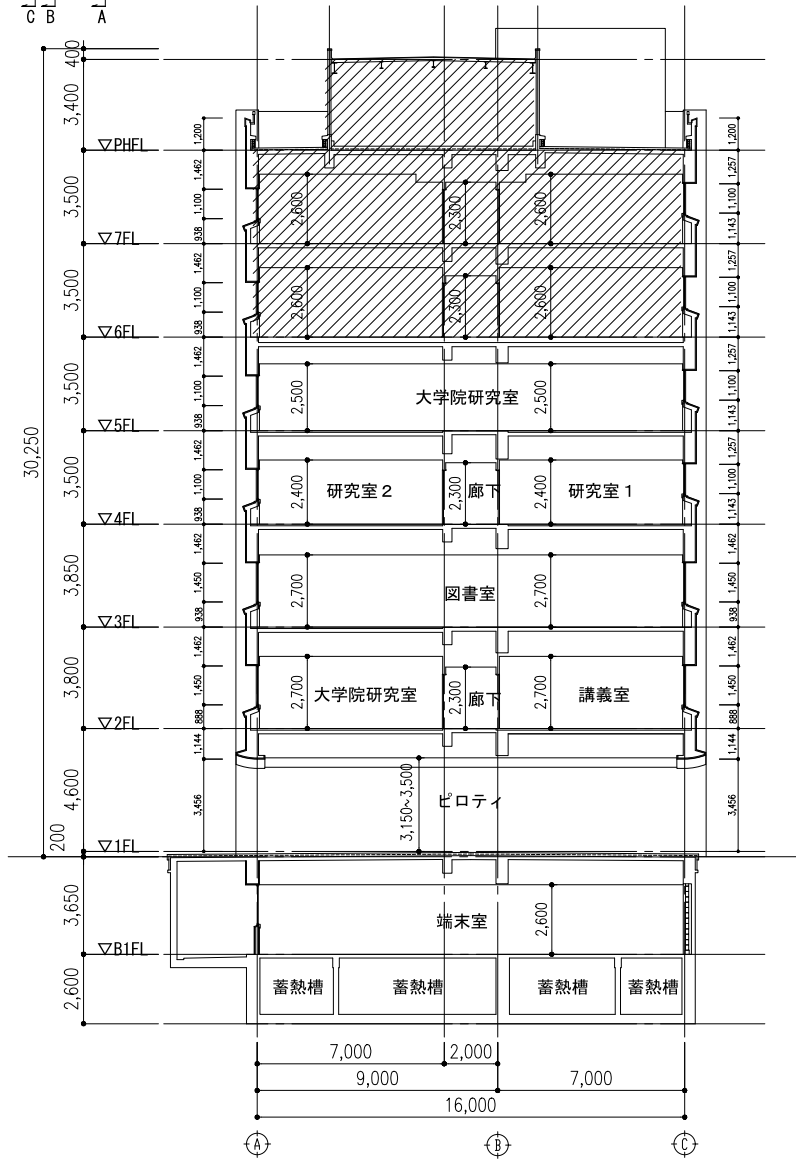 C B A
400
3,400
1,200 1,200
▽PHFL
3,500
1,462 1,257
2,600 2,300 2,600
1,100 1,100
938 1,143
▽7FL
3,500
1,462 1,257
2,600 2,300 2,600
1,100 1,100
938 1,143
▽6FL
3,500
1,462 1,257
1,100 1,100
2,500 大学院研究室 2,500
938 1,143
▽5FL
30,250
3,500
1,462 1,257
1,100 1,100
2,400 研究室2 2,300 廊下 2,400 研究室1
938 1,143
▽4FL
3,850
1,462 1,462
1,450 1,450
2,700 図書室 2,700
938 938
▽3FL
3,800
1,462 1,462
1,450 1,450
2,700 大学院研究室 2,300 廊下 2,700 講義室
888 888
▽2FL
1,144 1,144
4,600
3,150~3,500 ピロティ
3,456 3,456
200
▽1FL
3,650
端末室 2,600
▽B1FL
2,600
蓄熱槽 蓄熱槽 蓄熱槽 蓄熱槽
7,000 2,000
9,000 7,000
16,000
A B C